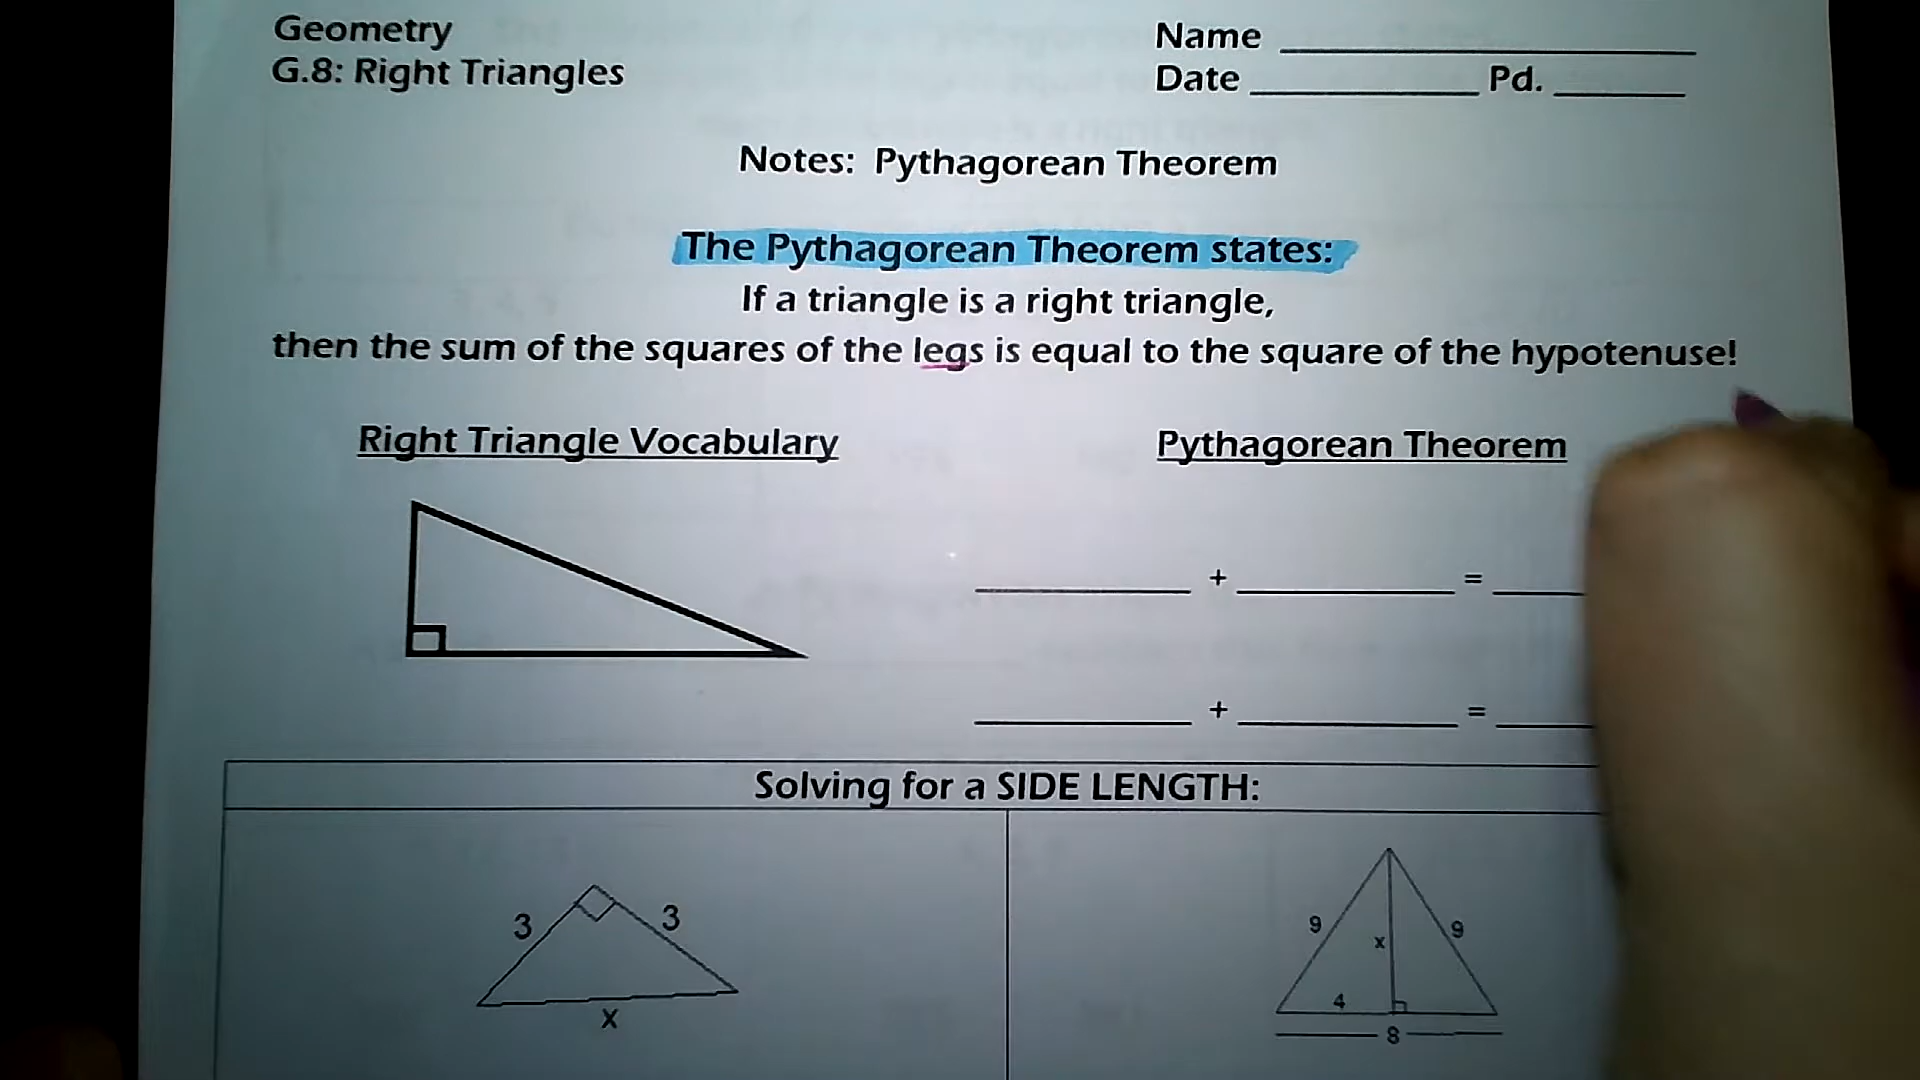 Geometry
G.8: Right Triangles
Name
Date Pd.
Notes: Pythagorean Theorem
The Pythagorean Theorem states:
If a triangle is a right triangle,
then the sum of the squares of the legs is equal to the square of the hypotenuse!
Right Triangle Vocabulary
Pythagorean Theorem
+ =
+ =
Solving for a SIDE LENGTH:
3 3
x
9 9
x
4
8